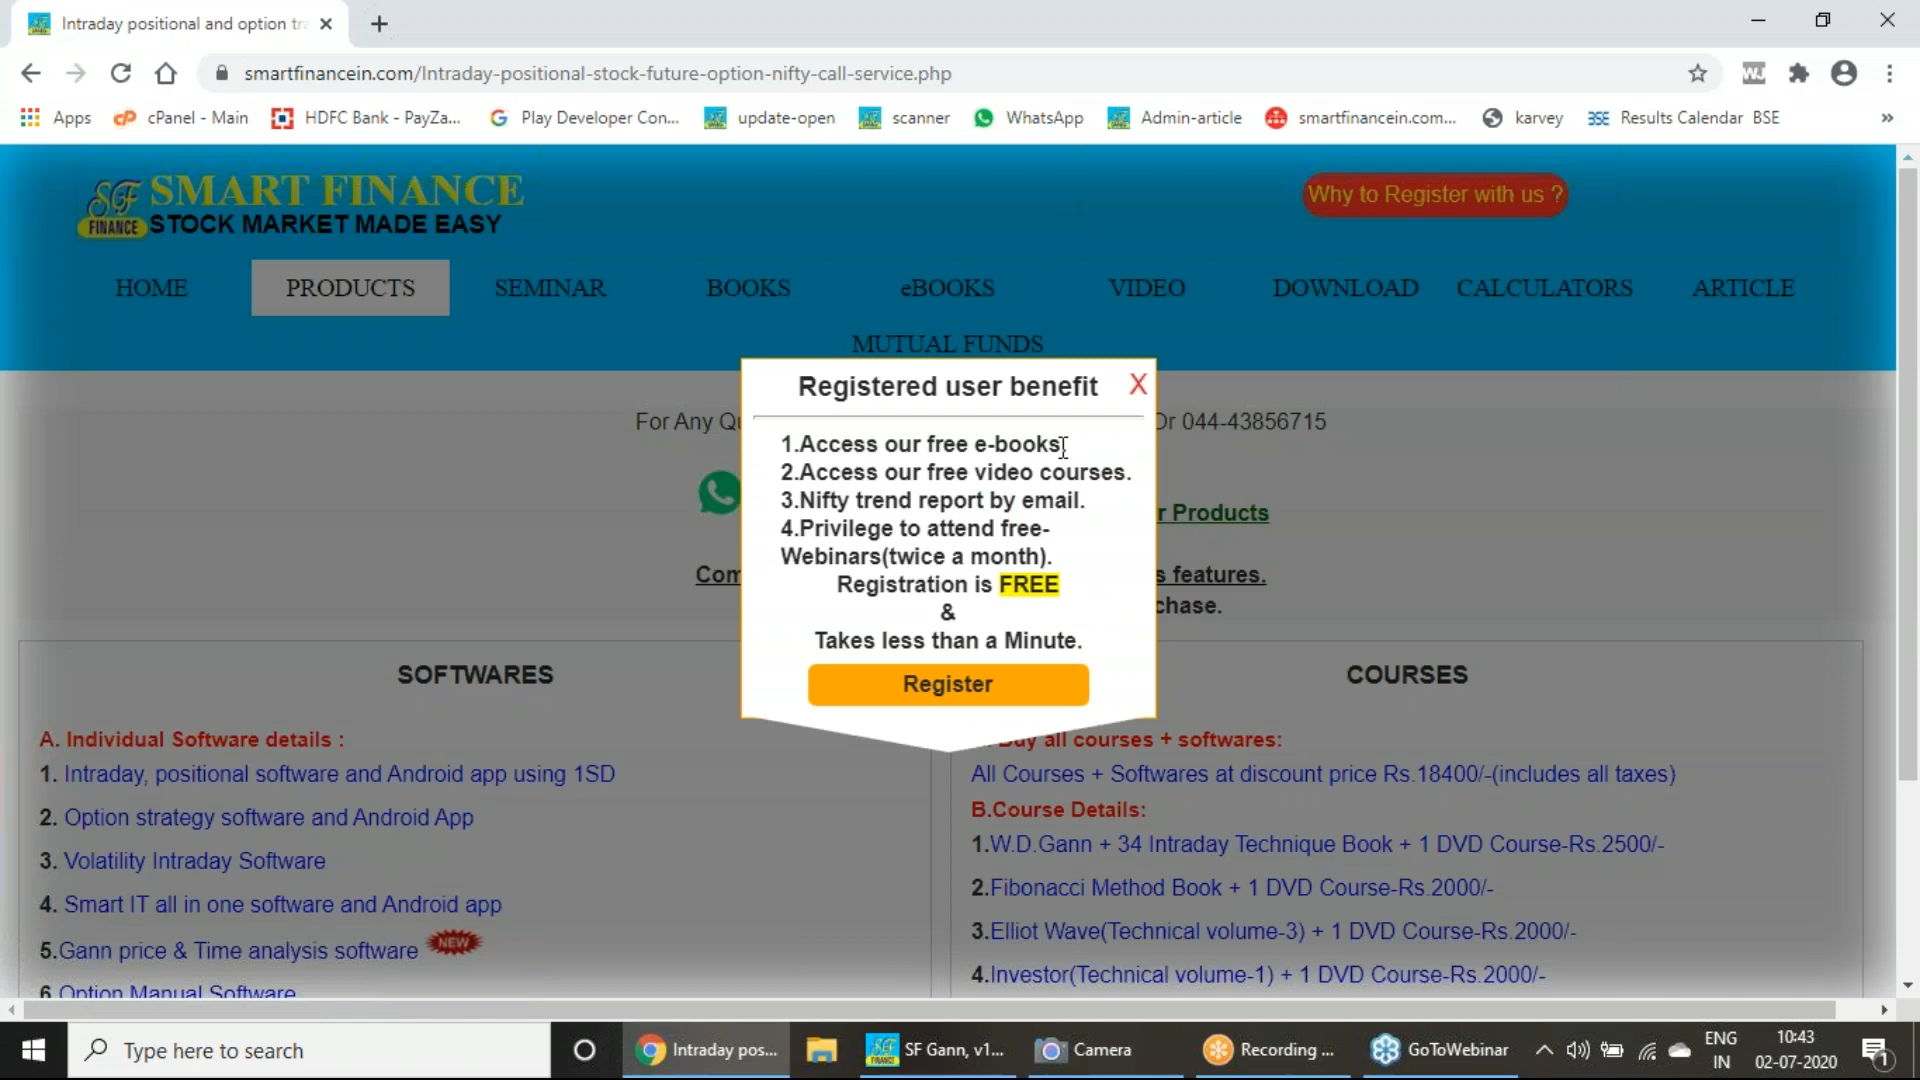 Intraday positional and option tr
smartfinancein.com/Intraday-positional-stock-future-option-nifty-call-service.php
WJ
Apps
cPanel - Main
HDFC Bank - PayZa...
Play Developer Con...
update-open
scanner
WhatsApp
Admin-article
smartfinancein.com...
karvey
BSE Results Calendar BSE
»
SF FINANCE
SMART FINANCE
STOCK MARKET MADE EASY
Why to Register with us ?
HOME
PRODUCTS
SEMINAR
BOOKS
eBOOKS
VIDEO
DOWNLOAD
CALCULATORS
ARTICLE
MUTUAL FUNDS
Registered user benefit
X
For Any
Or 044-43856715
1.Access our free e-books
2.Access our free video courses.
3.Nifty trend report by email.
4.Privilege to attend free-
Webinars(twice a month).
Registration is FREE
&
Takes less than a Minute.
Register
Products
features.
SOFTWARES
A. Individual Software details :
1. Intraday, positional software and Android app using 1SD
2. Option strategy software and Android App
3. Volatility Intraday Software
4. Smart IT all in one software and Android app
5.Gann price & Time analysis software NEW
6 Option Manual Software
COURSES
Buy all courses + softwares:
All Courses + Softwares at discount price Rs.18400/-(includes all taxes)
B.Course Details:
1.W.D.Gann + 34 Intraday Technique Book + 1 DVD Course-Rs.2500/-
2.Fibonacci Method Book + 1 DVD Course-Rs.2000/-
3.Elliot Wave(Technical volume-3) + 1 DVD Course-Rs.2000/-
4.Investor(Technical volume-1) + 1 DVD Course-Rs.2000/-
Type here to search
Intraday pos...
SF Gann, v1...
Camera
Recording ...
GoToWebinar
ENG
IN
10:43
02-07-2020
1